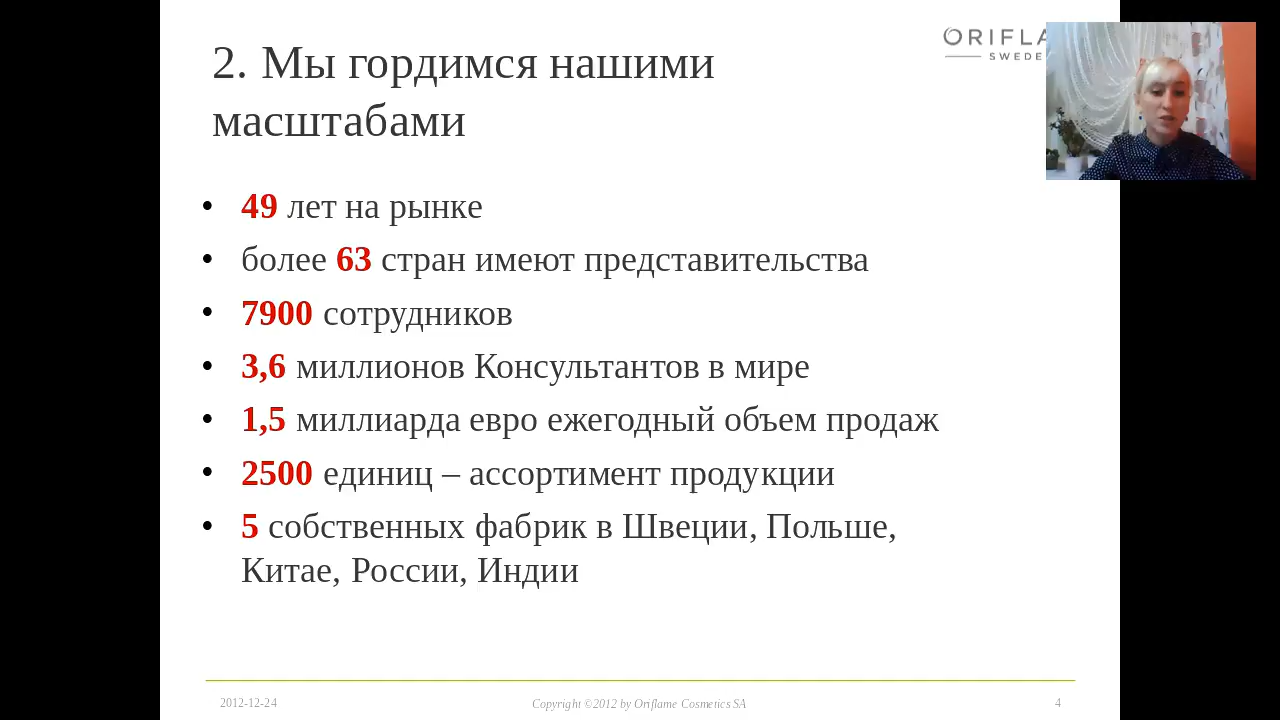 2. Мы гордимся нашими
масштабами
ORIFLA
SWEDE
• 49 лет на рынке
• более 63 стран имеют представительства
• 7900 сотрудников
• 3,6 миллионов Консультантов в мире
• 1,5 миллиарда евро ежегодный объем продаж
• 2500 единиц – ассортимент продукции
• 5 собственных фабрик в Швеции, Польше,
Китае, России, Индии
2012-12-24
Copyright ©2012 by Oriflame Cosmetics SA
4